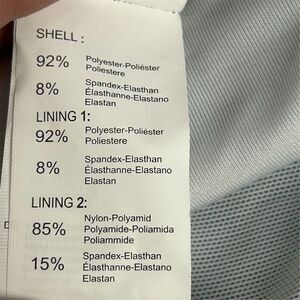 SHELL :
92% Polyester-Poliéster
Poliestere
8% Spandex-Elasthan
Élasthanne-Elastano
Elastan
LINING 1:
92% Polyester-Poliéster
Poliestere
8% Spandex-Elasthan
Élasthanne-Elastano
Elastan
LINING 2:
85% Nylon-Polyamid
Polyamide-Poliamida
Poliammide
15% Spandex-Elasthan
Élasthanne-Elastano
Elastan